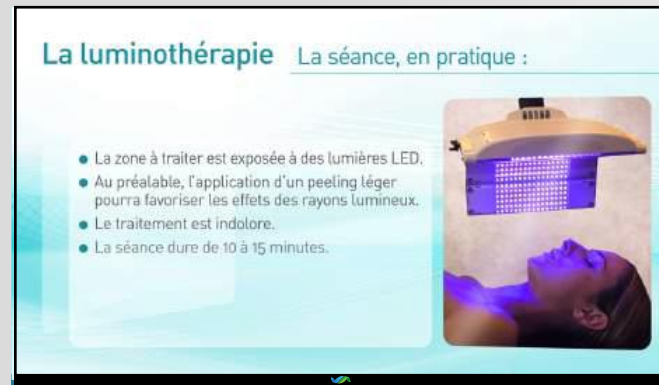 La luminothérapie La séance, en pratique :
La zone à traiter est exposée à des lumières LED.
Au préalable, l'application d'un peeling léger
pourra favoriser les effets des rayons lumineux.
Le traitement est indolore.
La séance dure de 10 à 15 minutes.